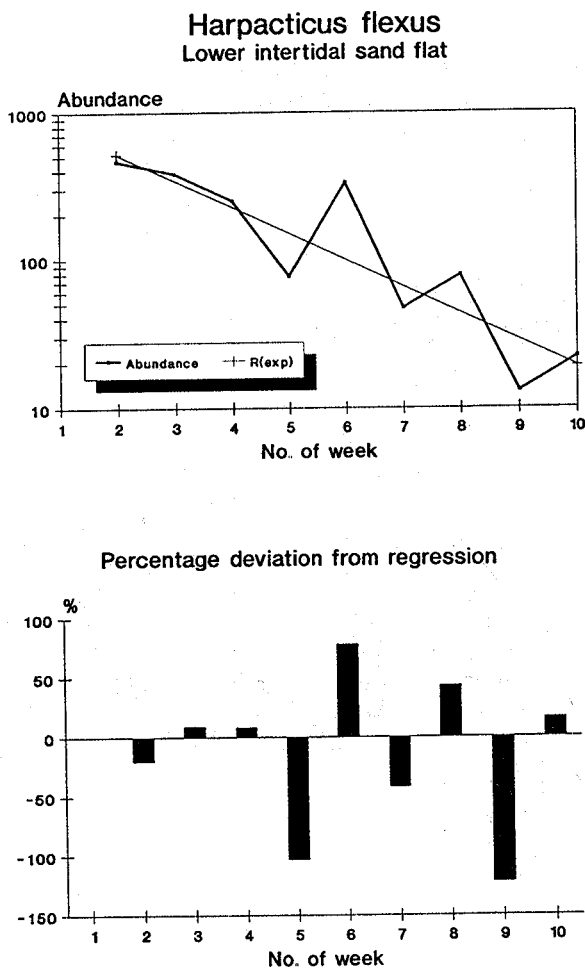 Harpacticus flexus
Lower intertidal sand flat
Abundance
1000
100
10
Abundance R(exp)
1 2 3 4 5 6 7 8 9 10
No. of week
Percentage deviation from regression
%
100
50
0
-50
-100
-150
1 2 3 4 5 6 7 8 9 10
No. of week